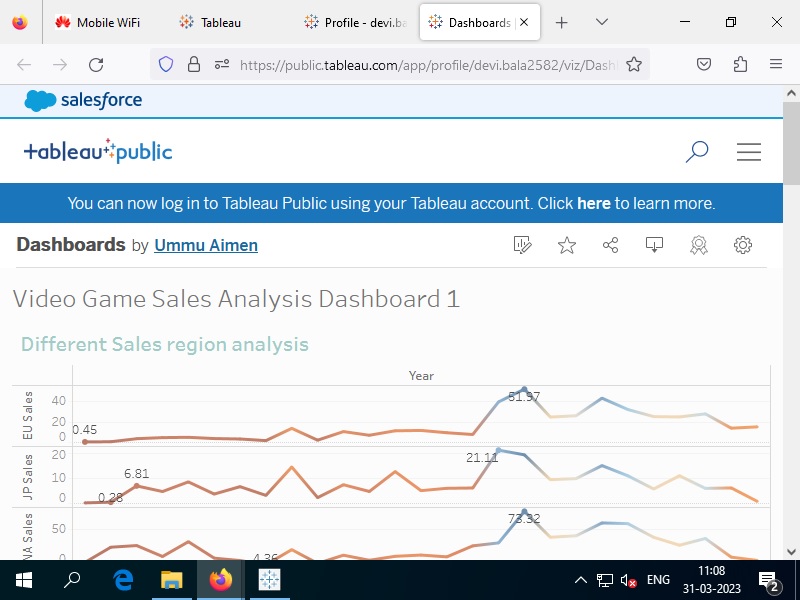 Mobile WiFi
Tableau
Profile - devi.ba
Dashboards
https://public.tableau.com/app/profile/devi.bala2582/viz/Dash
salesforce
+ableau+public
You can now log in to Tableau Public using your Tableau account. Click here to learn more.
Dashboards by Ummu Aimen
Video Game Sales Analysis Dashboard 1
Different Sales region analysis
Year
EU Sales
40
20
0
0.45
51.97
JP Sales
20
10
0
0.28
6.81
21.11
NA Sales
50
0
4.36
73.32
ENG
11:08
31-03-2023
2